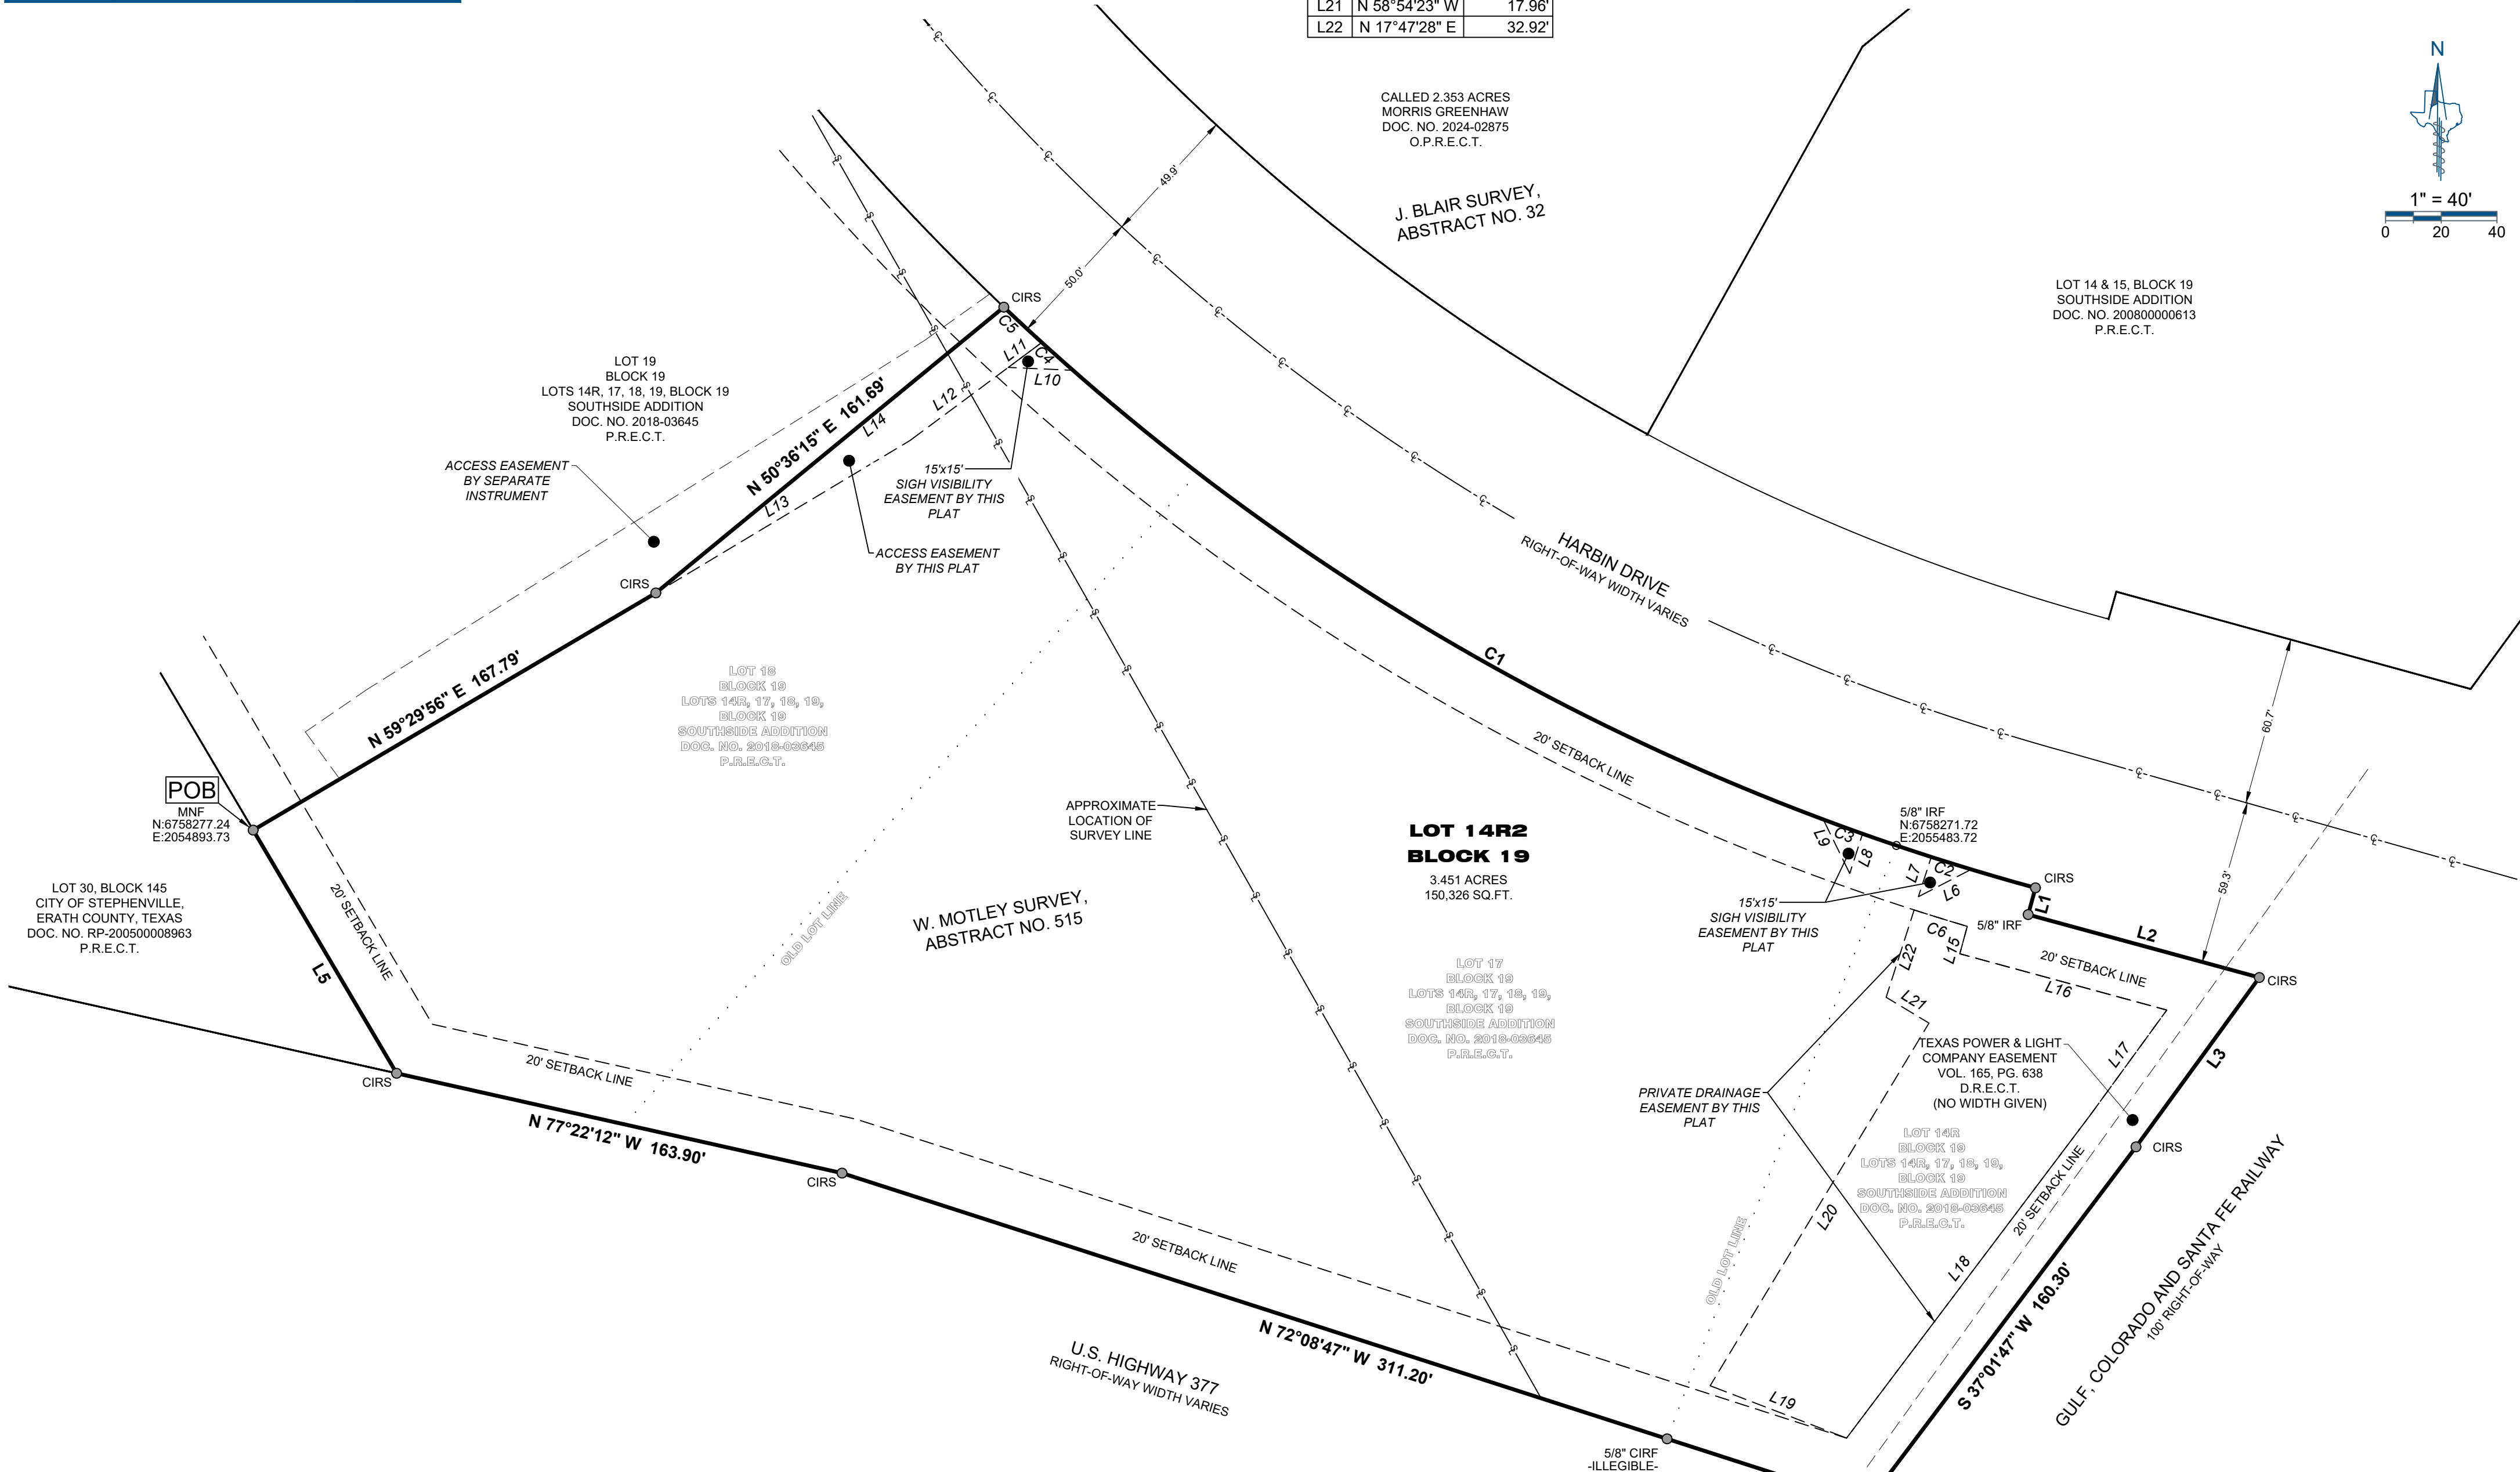 L21 N 58°54'23" W 17.96'
L22 N 17°47'28" E 32.92'
N
1" = 40'
0 20 40
CALLED 2.353 ACRES
MORRIS GREENHAW
DOC. NO. 2024-02875
O.P.R.E.C.T.
J. BLAIR SURVEY,
ABSTRACT NO. 32
49.9'
50.0'
LOT 14 & 15, BLOCK 19
SOUTHSIDE ADDITION
DOC. NO. 200800000613
P.R.E.C.T.
CIRS
C5
L11
C4
L10
L12
L14
L13
LOT 19
BLOCK 19
LOTS 14R, 17, 18, 19, BLOCK 19
SOUTHSIDE ADDITION
DOC. NO. 2018-03645
P.R.E.C.T.
N 50°36'15" E 161.69'
ACCESS EASEMENT
BY SEPARATE
INSTRUMENT
15'x15'
SIGH VISIBILITY
EASEMENT BY THIS
PLAT
ACCESS EASEMENT
BY THIS PLAT
CIRS
HARBIN DRIVE
RIGHT-OF-WAY WIDTH VARIES
C1
N 59°29'56" E 167.79'
LOT 18
BLOCK 19
LOTS 14R, 17, 18, 19,
BLOCK 19
SOUTHSIDE ADDITION
DOC. NO. 2018-03645
P.R.E.C.T.
60.7'
59.3'
20' SETBACK LINE
POB
MNF
N:6758277.24
E:2054893.73
APPROXIMATE
LOCATION OF
SURVEY LINE
LOT 14R2
BLOCK 19
3.451 ACRES
150,326 SQ.FT.
5/8" IRF
N:6758271.72
E:2055483.72
L9
C3
L8
L7
C2
L6
CIRS
L1
5/8" IRF
L2
CIRS
15'x15'
SIGH VISIBILITY
EASEMENT BY THIS
PLAT
C6
L15
L22
20' SETBACK LINE
L16
L21
LOT 30, BLOCK 145
CITY OF STEPHENVILLE,
ERATH COUNTY, TEXAS
DOC. NO. RP-200500008963
P.R.E.C.T.
20' SETBACK LINE
L5
OLD LOT LINE
W. MOTLEY SURVEY,
ABSTRACT NO. 515
LOT 17
BLOCK 19
LOTS 14R, 17, 18, 19,
BLOCK 19
SOUTHSIDE ADDITION
DOC. NO. 2018-03645
P.R.E.C.T.
TEXAS POWER & LIGHT
COMPANY EASEMENT
VOL. 165, PG. 638
D.R.E.C.T.
(NO WIDTH GIVEN)
L17
L3
CIRS
20' SETBACK LINE
N 77°22'12" W 163.90'
CIRS
CIRS
PRIVATE DRAINAGE
EASEMENT BY THIS
PLAT
LOT 14R
BLOCK 19
LOTS 14R, 17, 18, 19,
BLOCK 19
SOUTHSIDE ADDITION
DOC. NO. 2018-03645
P.R.E.C.T.
20' SETBACK LINE
L20
L18
OLD LOT LINE
20' SETBACK LINE
GULF, COLORADO AND SANTA FE RAILWAY
100' RIGHT-OF-WAY
S 37°01'47" W 160.30'
N 72°08'47" W 311.20'
L19
U.S. HIGHWAY 377
RIGHT-OF-WAY WIDTH VARIES
5/8" CIRF
-ILLEGIBLE-